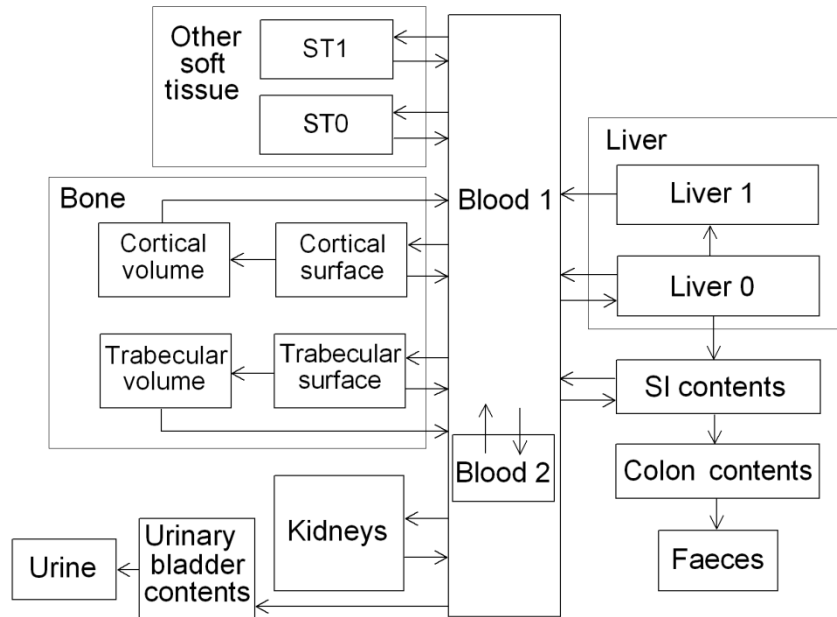 Other
soft
tissue
ST1
ST0
Bone
Cortical
volume
Cortical
surface
Trabecular
volume
Trabecular
surface
Blood 1
Blood 2
Liver
Liver 1
Liver 0
SI contents
Colon contents
Faeces
Kidneys
Urinary
bladder
contents
Urine